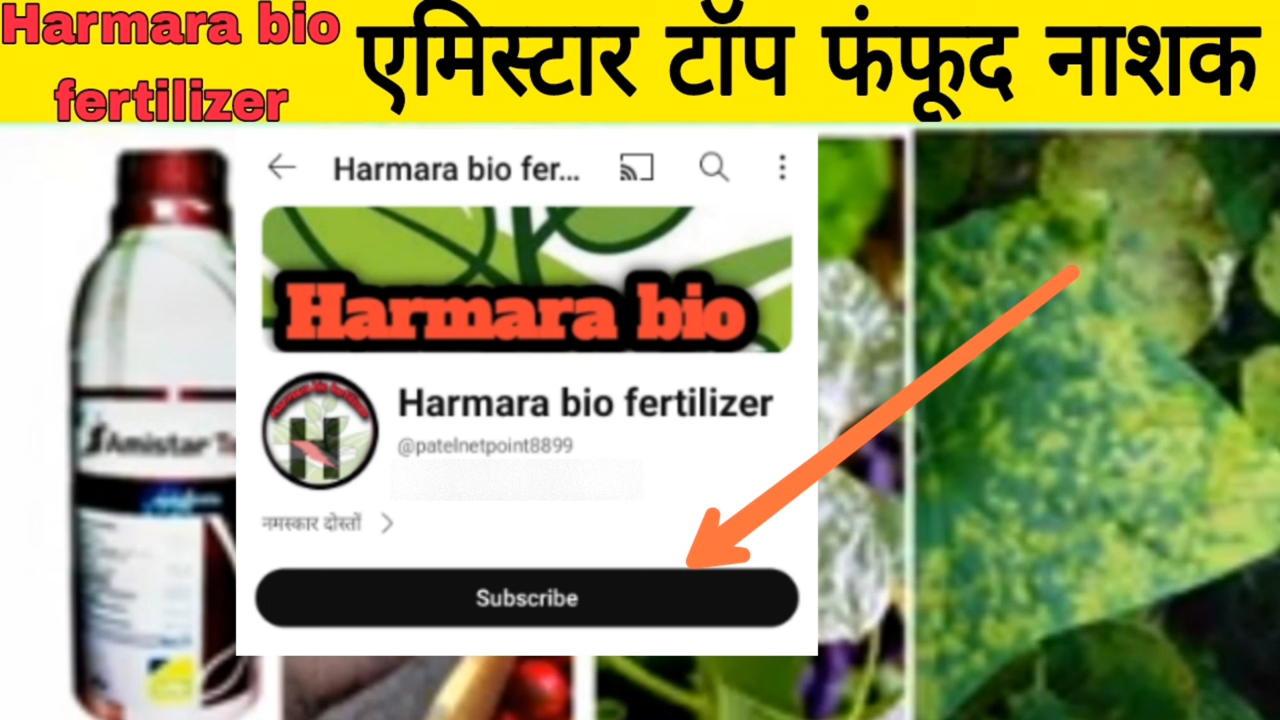 Harmara bio
fertilizer
एमिस्टार टॉप फंफूद नाशक
Harmara bio fer...
Harmara bio
Harmara bio fertilizer
@patelnetpoint8899
नमस्कार दोस्तों
Subscribe
Amistar